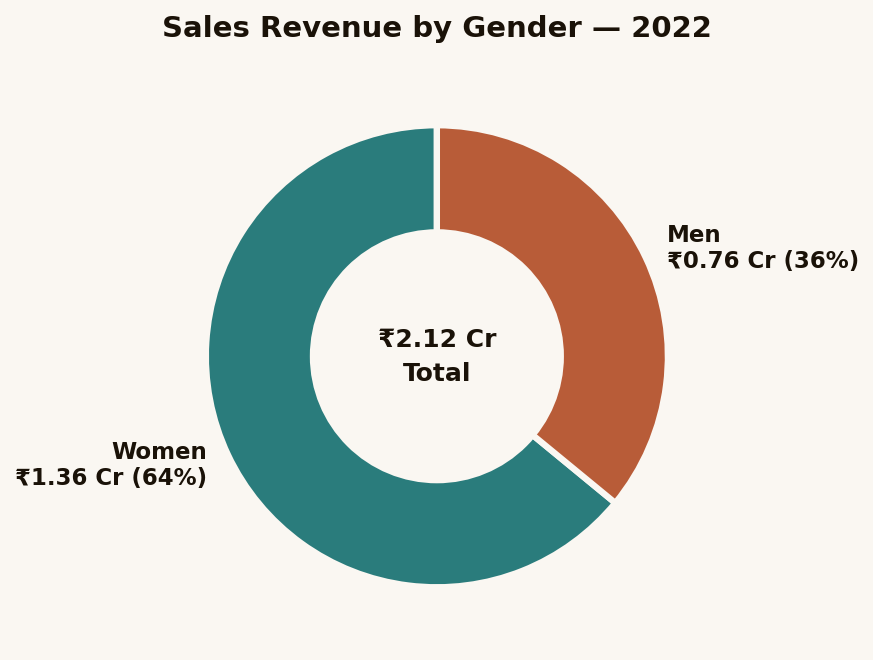 Sales Revenue by Gender — 2022
Men
₹0.76 Cr (36%)
₹2.12 Cr
Total
Women
₹1.36 Cr (64%)